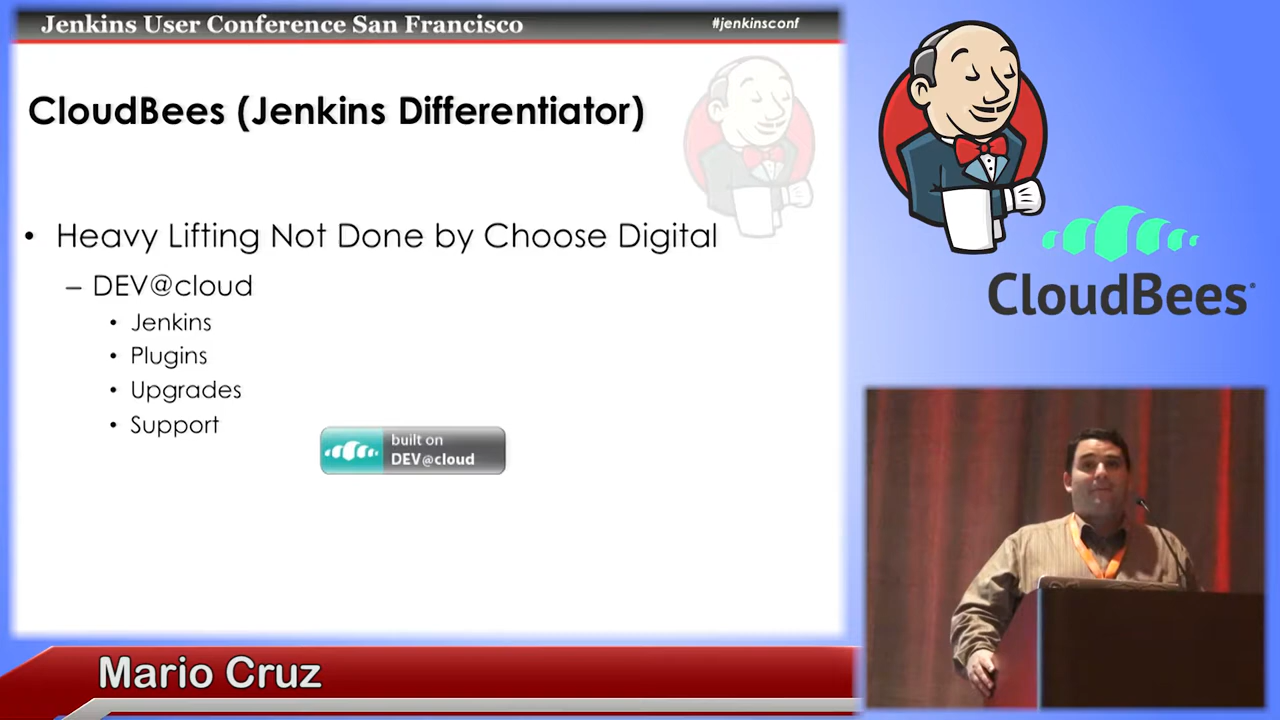 Jenkins User Conference San Francisco
#jenkinsconf
CloudBees (Jenkins Differentiator)
• Heavy Lifting Not Done by Choose Digital
– DEV@cloud
• Jenkins
• Plugins
• Upgrades
• Support
built on
DEV@cloud
CloudBees®
Mario Cruz